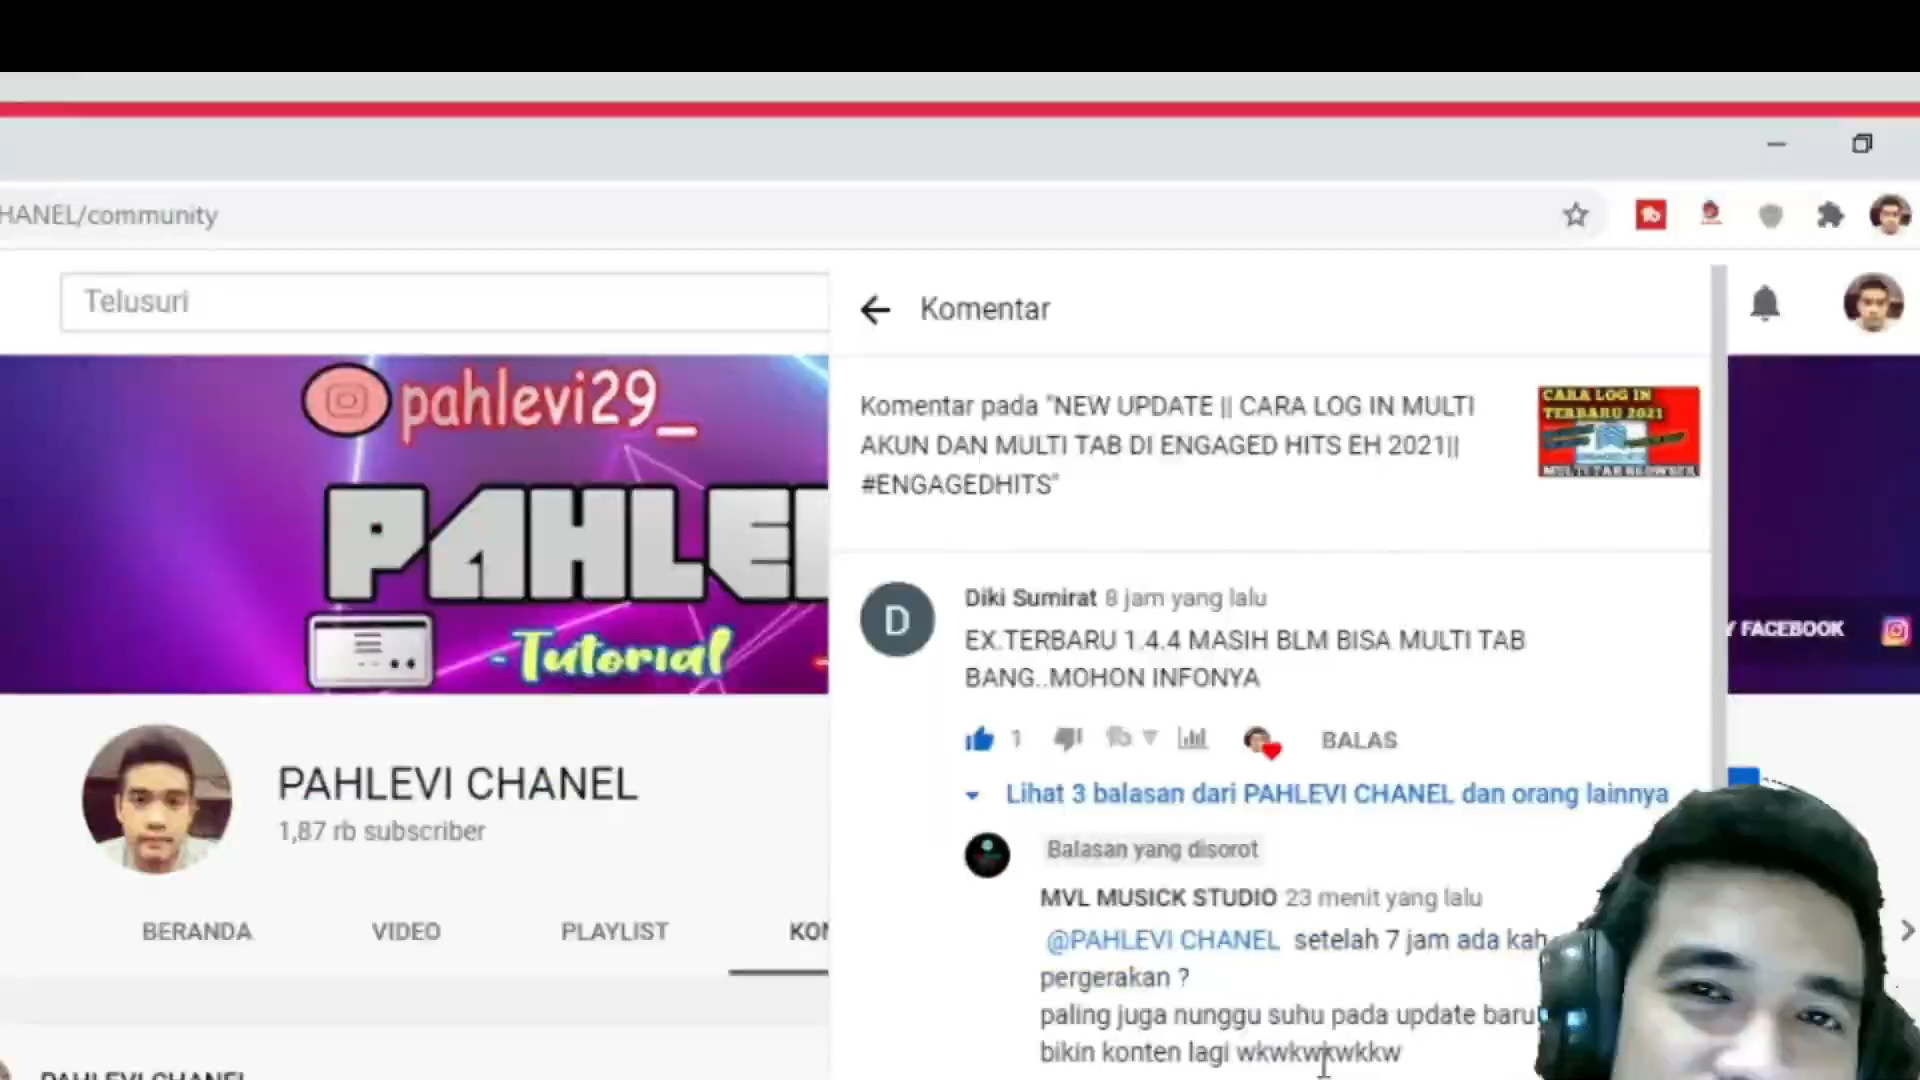 HANEL/community
Telusuri
Komentar
pahlevi29_
PAHLE
-Tutorial
Komentar pada "NEW UPDATE || CARA LOG IN MULTI
AKUN DAN MULTI TAB DI ENGAGED HITS EH 2021||
#ENGAGEDHITS"
CARA LOG IN
TERBARU 2021
MULTI TAB BROWSER
Y FACEBOOK
D
Diki Sumirat 8 jam yang lalu
EX.TERBARU 1.4.4 MASIH BLM BISA MULTI TAB
BANG..MOHON INFONYA
1
BALAS
Lihat 3 balasan dari PAHLEVI CHANEL dan orang lainnya
Balasan yang disorot
MVL MUSICK STUDIO 23 menit yang lalu
@PAHLEVI CHANEL setelah 7 jam ada kah
pergerakan ?
paling juga nunggu suhu pada update baru
bikin konten lagi wkwkwkwkkw
PAHLEVI CHANEL
1,87 rb subscriber
BERANDA
VIDEO
PLAYLIST
KO
PAHLEVI CHANEL